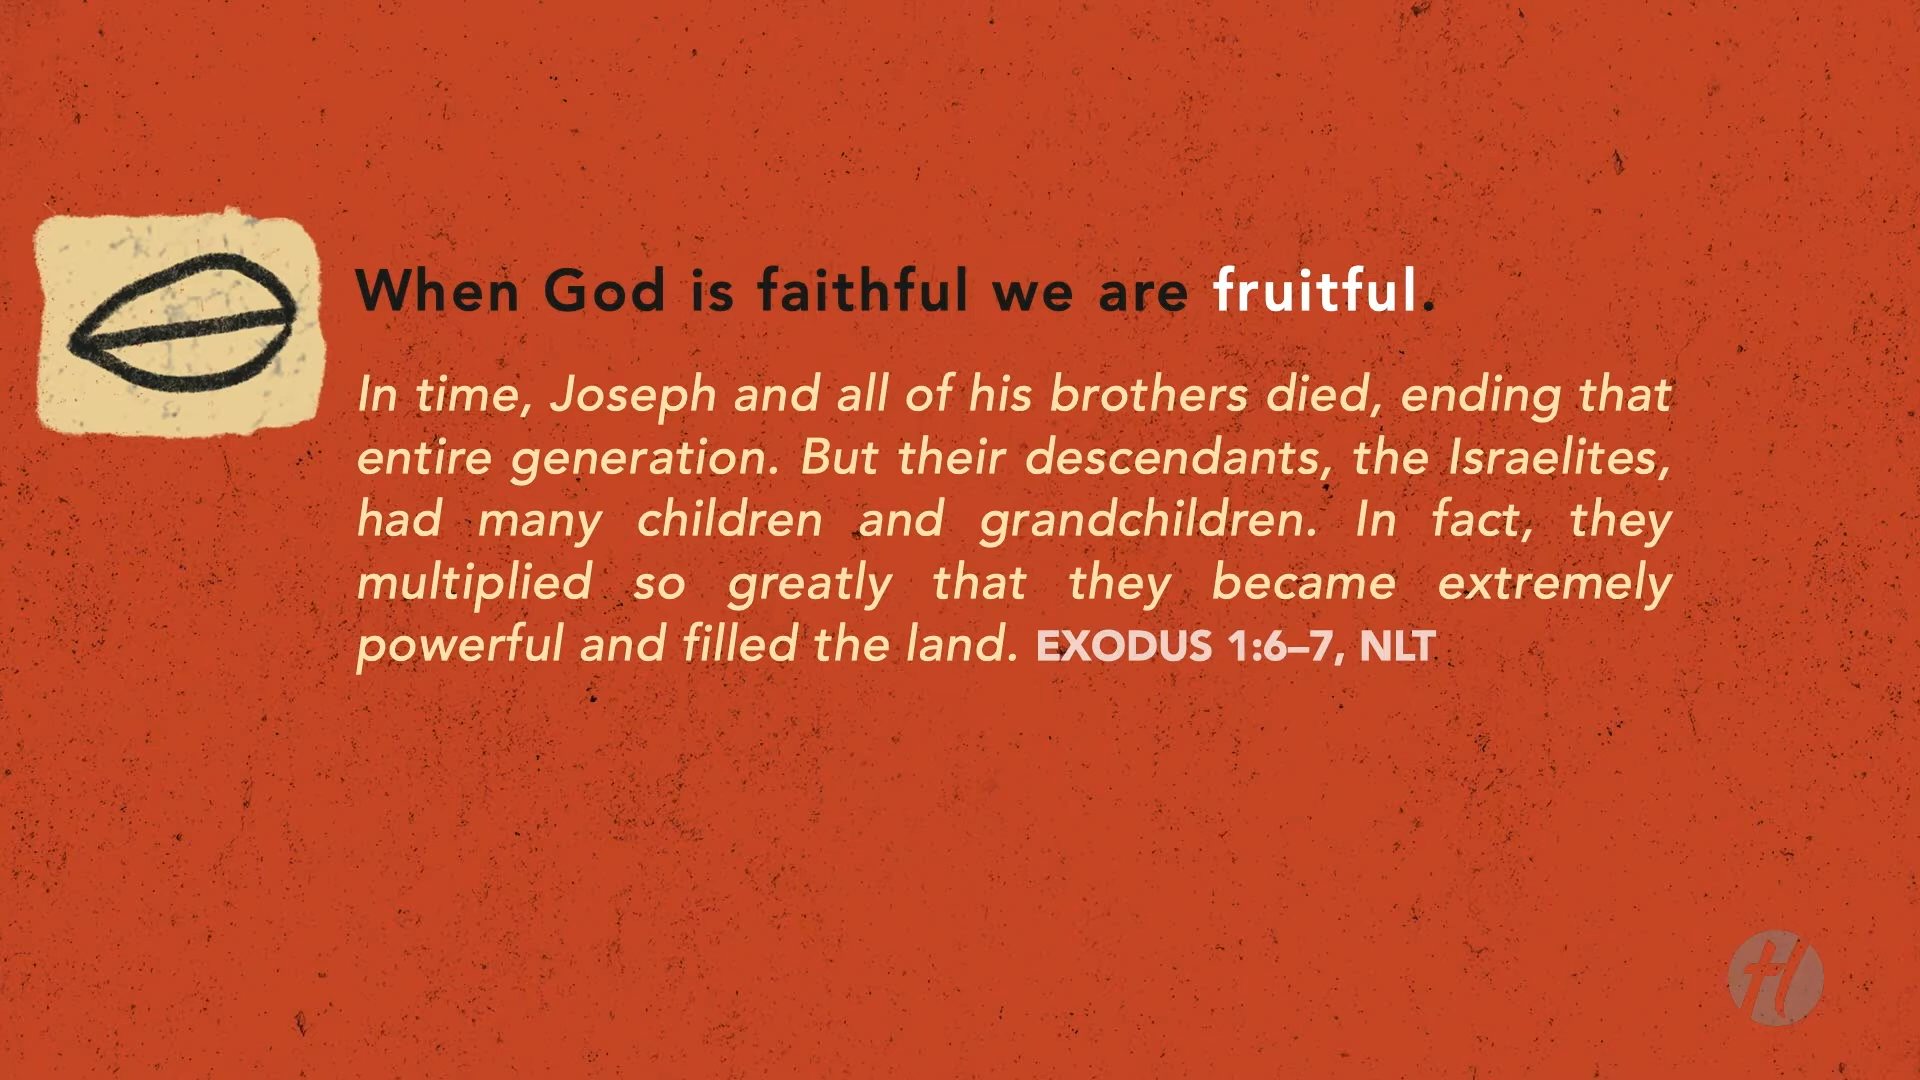 When God is faithful we are fruitful.
In time, Joseph and all of his brothers died, ending that
entire generation. But their descendants, the Israelites,
had many children and grandchildren. In fact, they
multiplied so greatly that they became extremely
powerful and filled the land. EXODUS 1:6–7, NLT